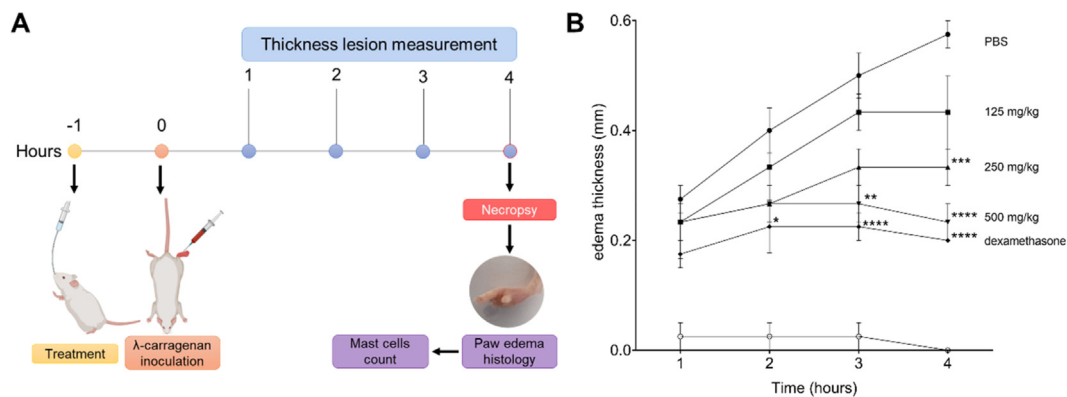 A
Thickness lesion measurement
1 2 3 4
-1 0
Hours
Necropsy
Treatment
λ-carragenan
inoculation
Mast cells
count
Paw edema
histology
B
edema thickness (mm)
0.6
0.4
0.2
0.0
PBS
125 mg/kg
***
250 mg/kg
**
****
500 mg/kg
*
****
****
dexamethasone
1 2 3 4
Time (hours)